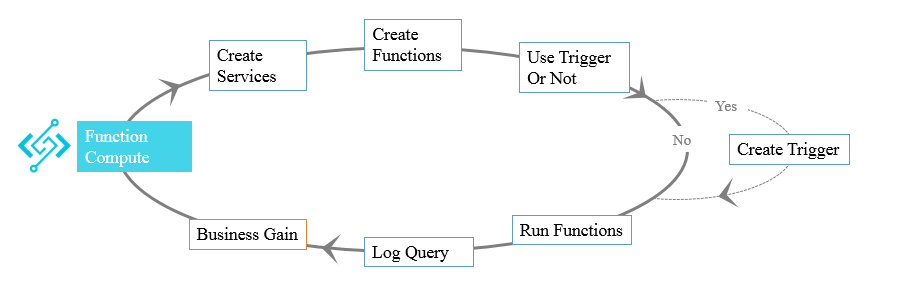 Create
Services
Create
Functions
Use Trigger
Or Not
Yes
No
Create Trigger
Run Functions
Log Query
Business Gain
Function
Compute